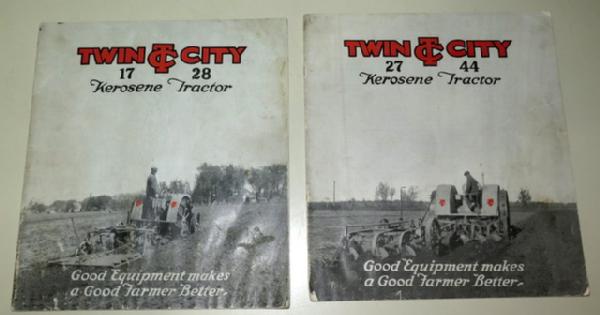 TWIN TC CITY
17 28
Kerosene Tractor
Good Equipment makes
a Good Farmer Better.
TWIN TC CITY
27 44
Kerosene Tractor
Good Equipment makes
a Good Farmer Better.